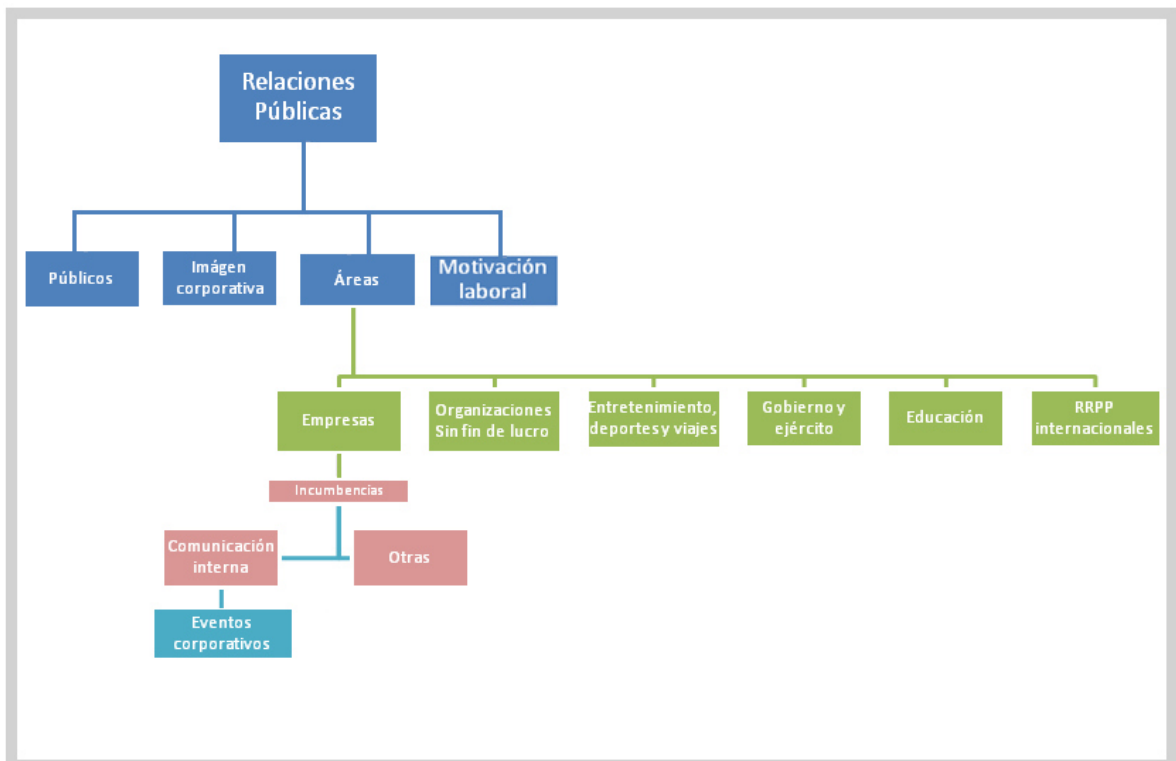 Relaciones
Públicas
Públicos
Imágen
corporativa
Áreas
Motivación
laboral
Empresas
Organizaciones
Sin fin de lucro
Entretenimiento,
deportes y viajes
Gobierno y
ejército
Educación
RRPP
internacionales
Incumbencias
Comunicación
interna
Otras
Eventos
corporativos